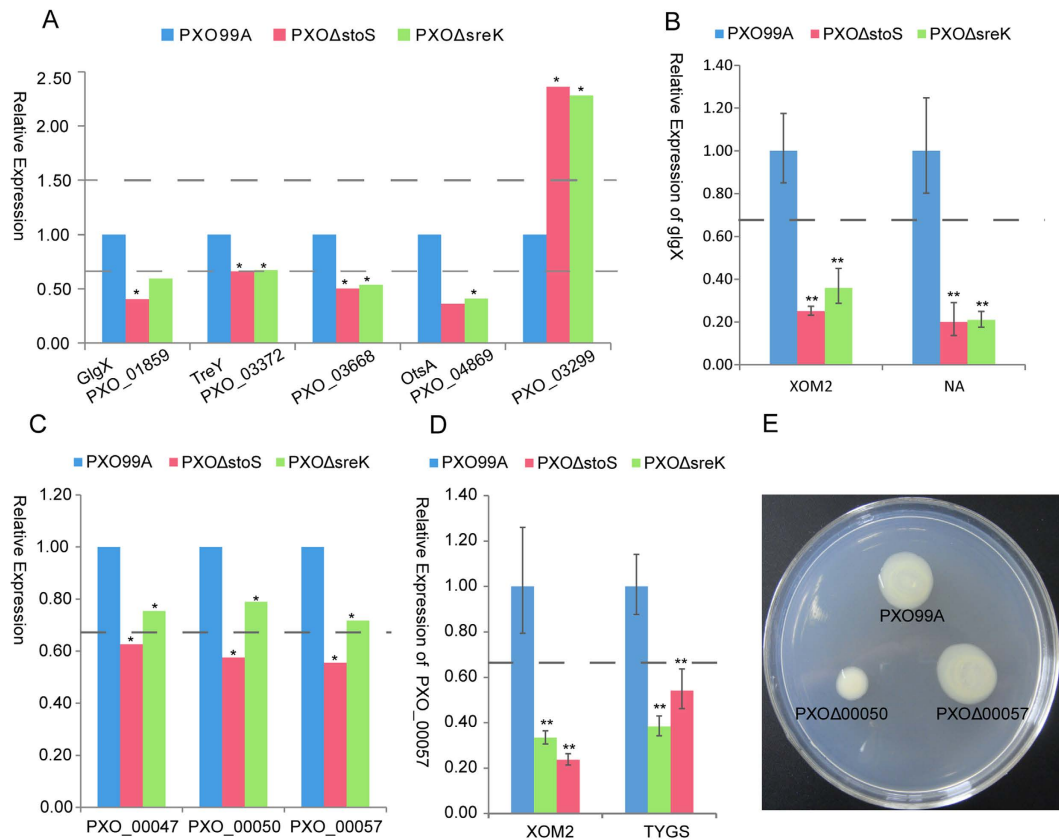 A
PXO99A PXOΔstoS PXOΔsreK
Relative Expression
2.50
2.00
1.50
1.00
0.50
0.00
* * * * * * * *
GlgX PXO_01859
TreY PXO_03372
PXO_03668
OtsA PXO_04869
PXO_03299
B
PXO99A PXOΔstoS PXOΔsreK
Relative Expression of glgX
1.40
1.20
1.00
0.80
0.60
0.40
0.20
0.00
** ** ** **
XOM2 NA
C
PXO99A PXOΔstoS PXOΔsreK
Relative Expression
1.20
1.00
0.80
0.60
0.40
0.20
0.00
* * * * * *
PXO_00047 PXO_00050 PXO_00057
D
PXO99A PXOΔstoS PXOΔsreK
Relative Expression of PXO_00057
1.40
1.20
1.00
0.80
0.60
0.40
0.20
0.00
** ** ** **
XOM2 TYGS
E
PXO99A
PXOΔ00050 PXOΔ00057